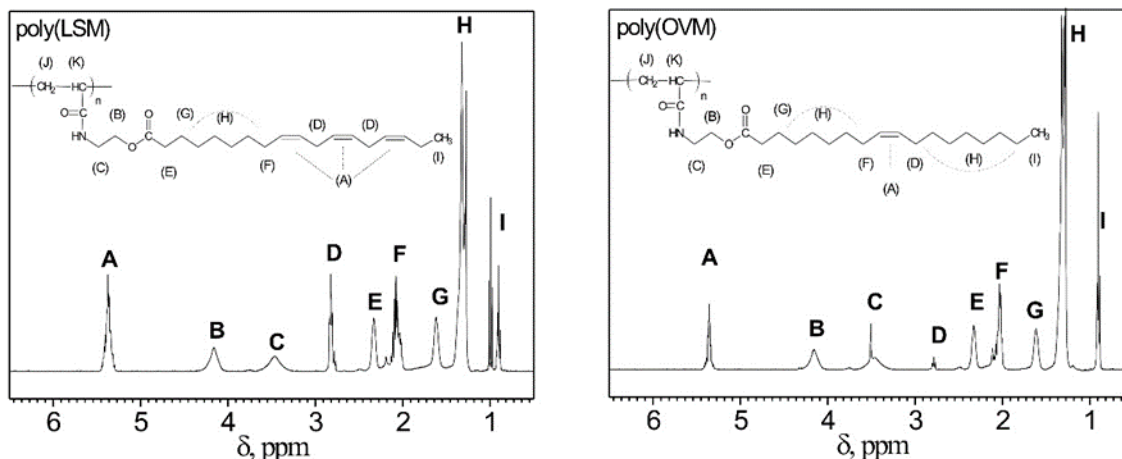 poly(LSM)
(J) (K)
CH₂ HC
n
O
HN
(B)
O
O
(G) (H) (D) (D)
CH₃
(C) (E) (F) (A) (I)
A
B
C
D
E
F
G
H
I
6 5 4 3 2 1
δ, ppm
poly(OVM)
(J) (K)
CH₂ HC
n
O
HN
(B)
O
O
(G) (H)
CH₃
(C) (E) (F) (D) (H) (I)
(A)
A
B
C
D
E
F
G
H
I
6 5 4 3 2 1
δ, ppm